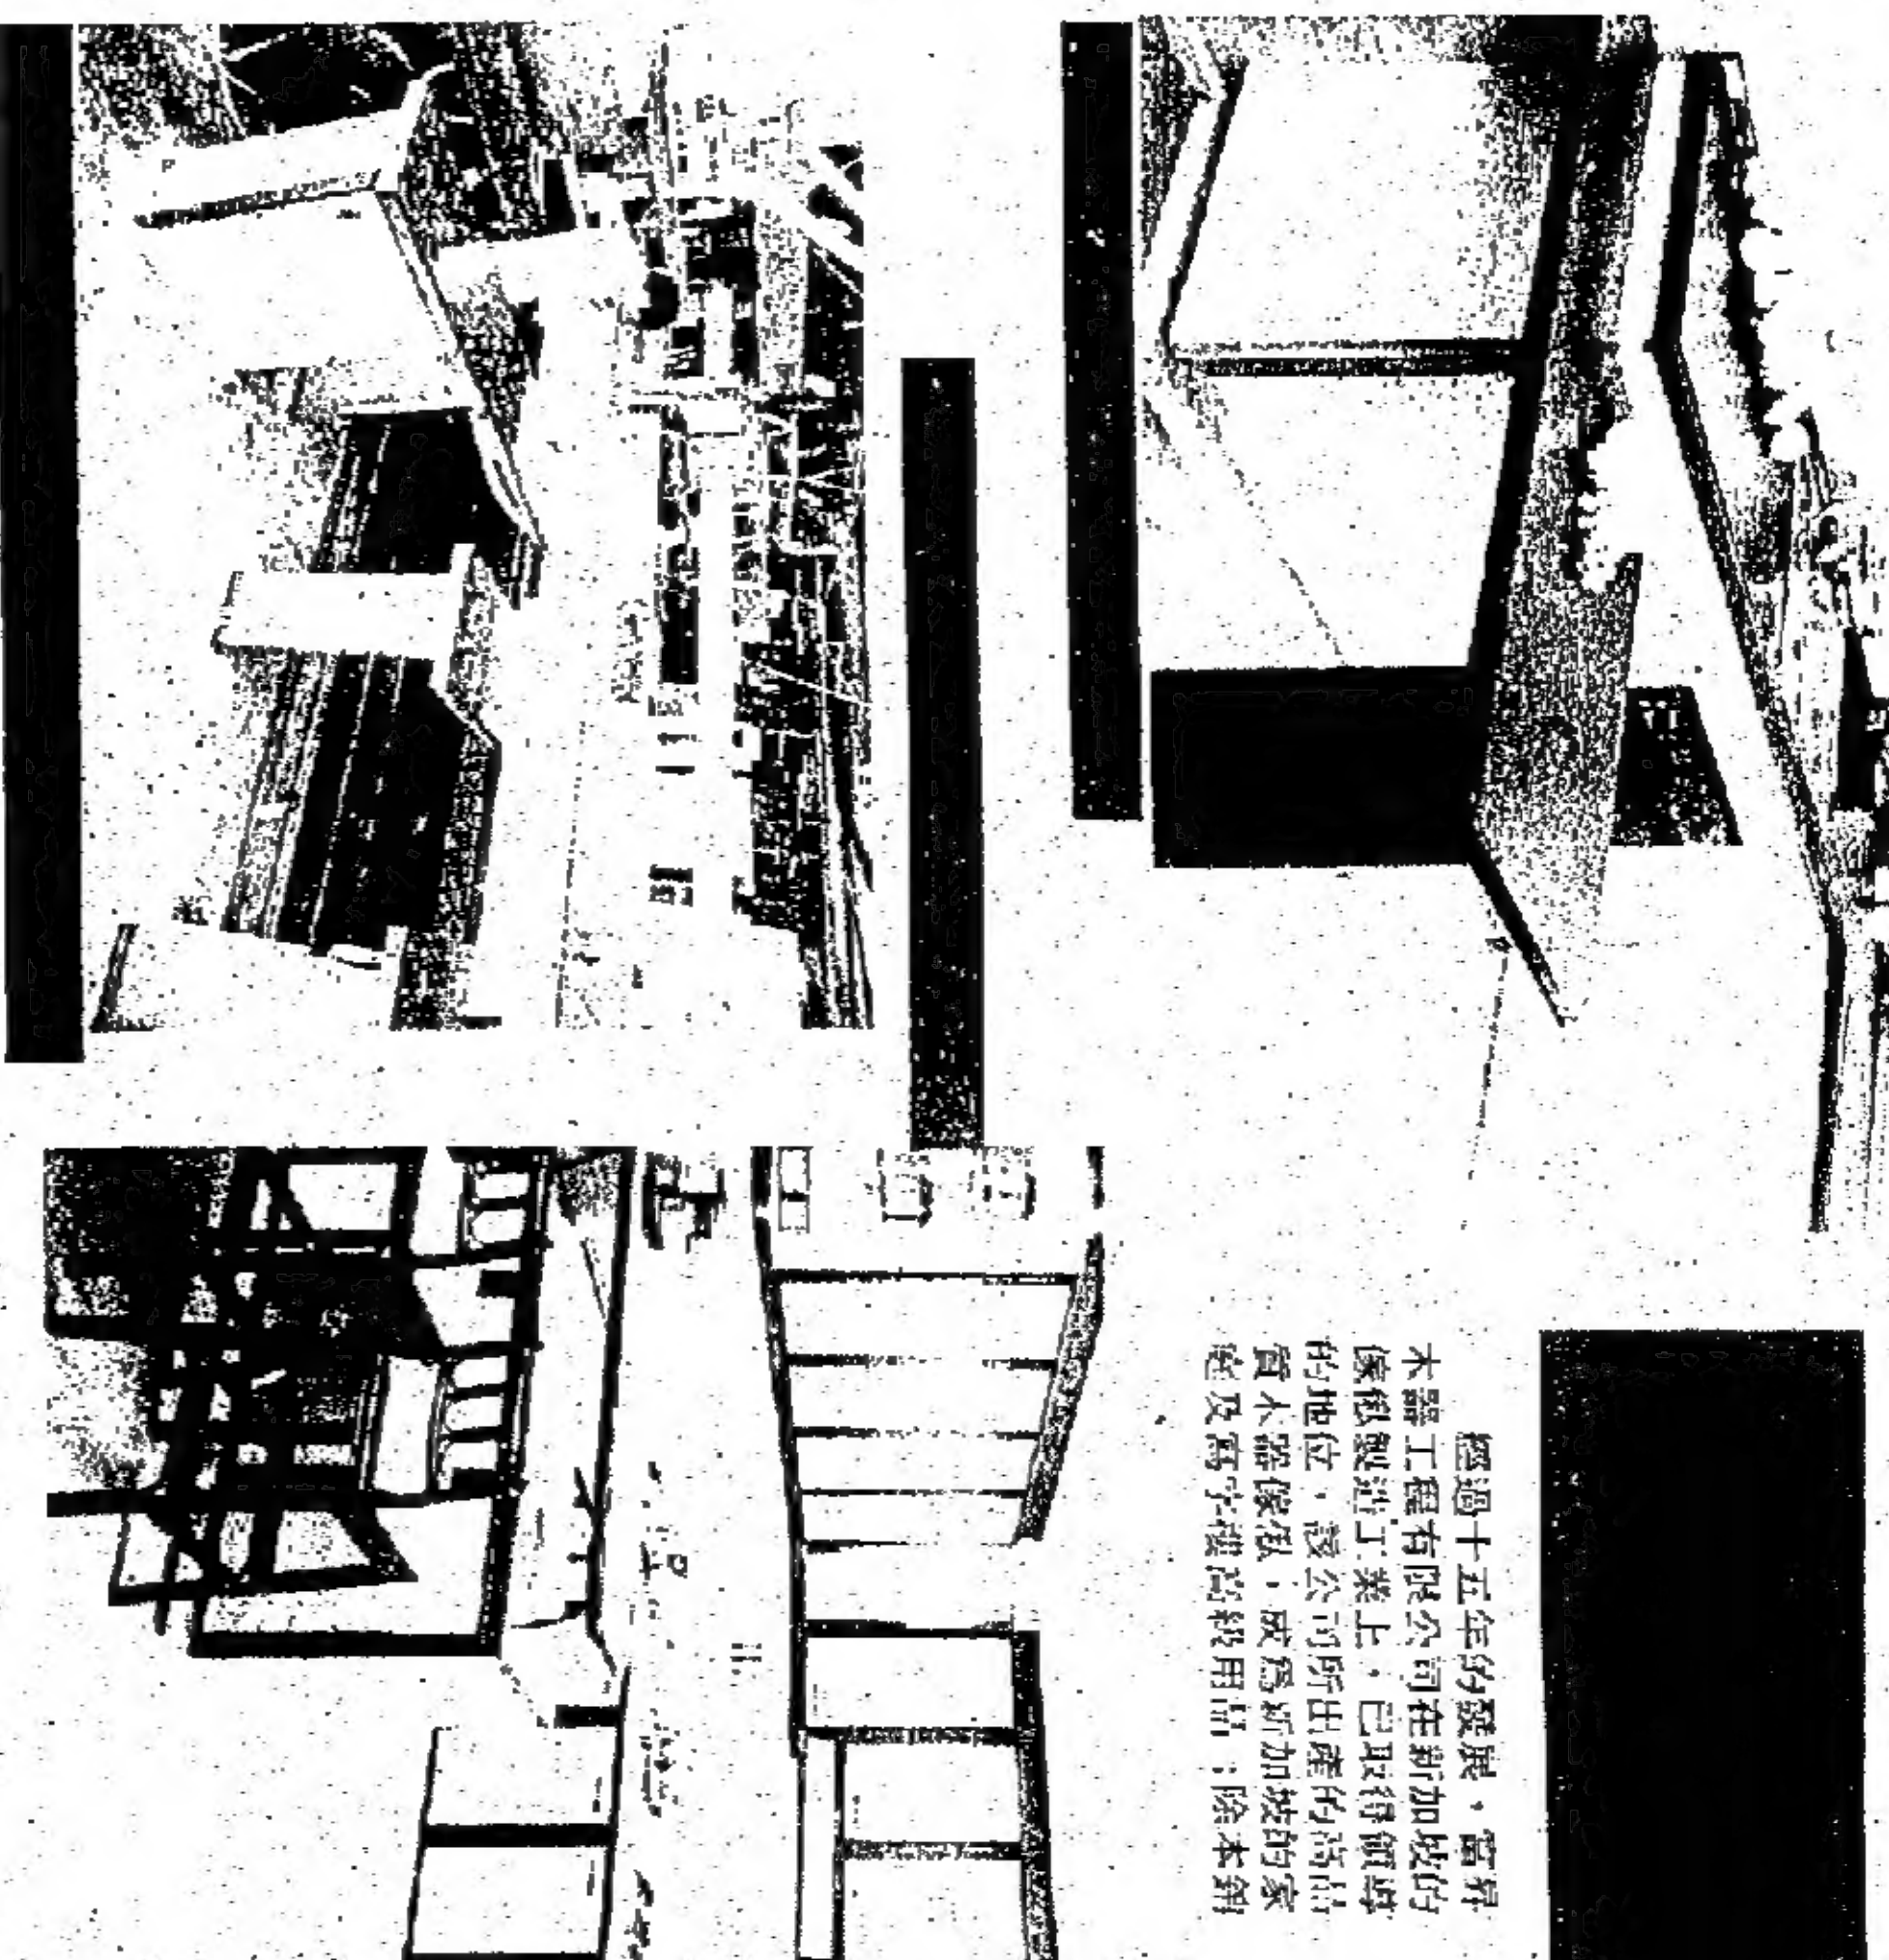 經過十五年的發展，富昇
木器工程有限公司在新加坡的
傢俬製造工業上，已取得領導
的地位，該公司所出產的高尚
質木器傢俬，成為新加坡的家
庭及寫字樓高級用品；除本銷